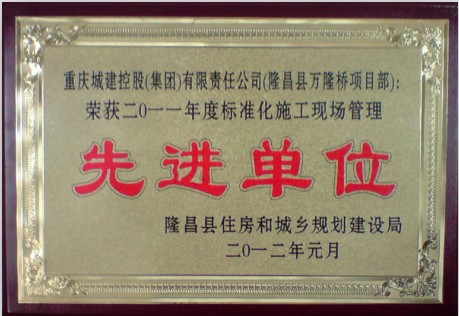 重庆城建控股(集团)有限责任公司(隆昌县万隆桥项目部):
荣获二〇一一年度标准化施工现场管理
先进单位
隆昌县住房和城乡规划建设局
二〇一二年元月